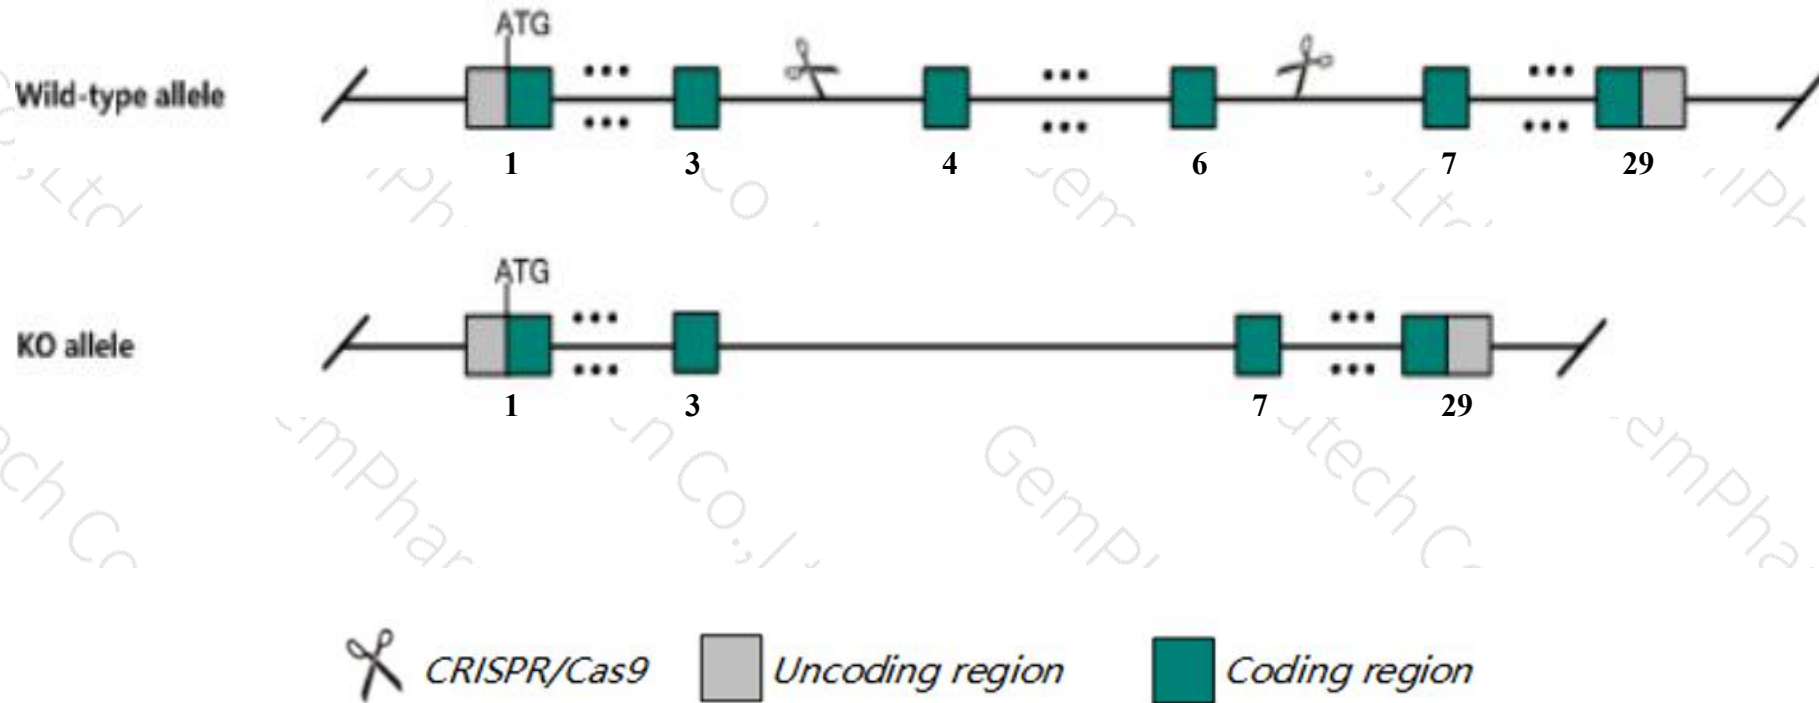 ATG
Wild-type allele
1 3 4 6 7 29
ATG
KO allele
1 3 7 29
CRISPR/Cas9 Uncoding region Coding region